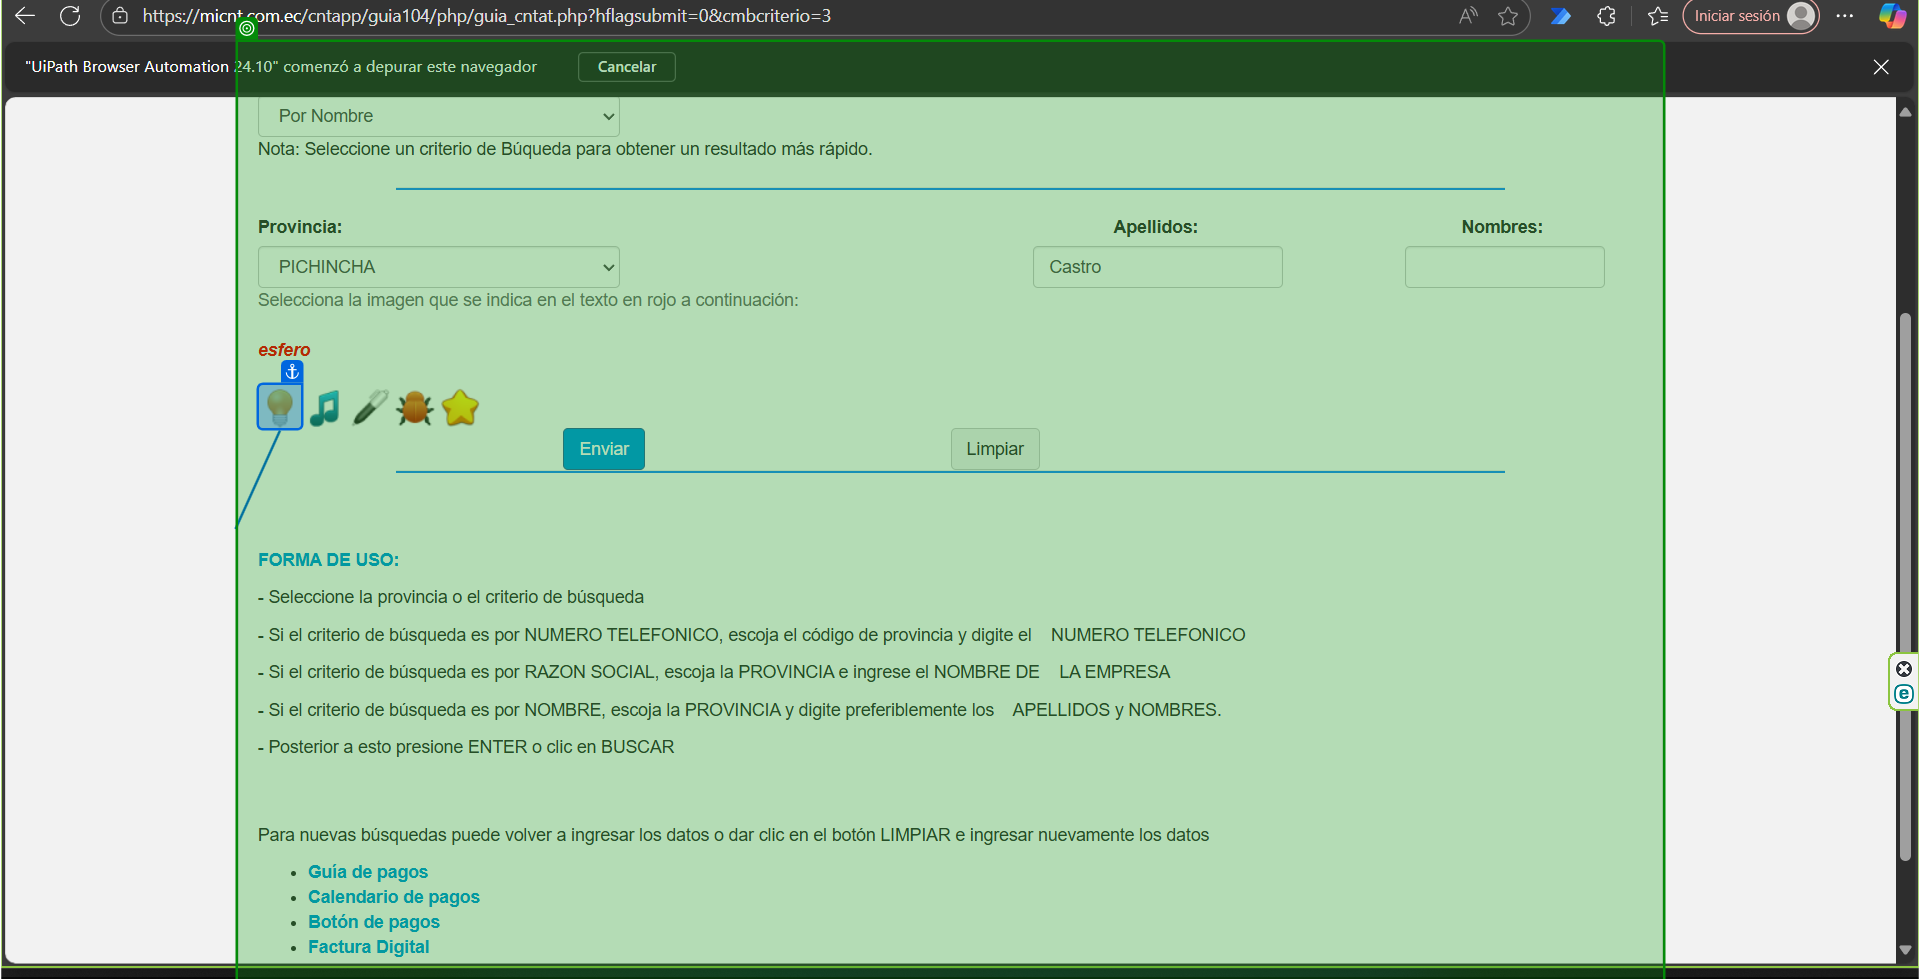 https://micnt.com.ec/cntapp/guia104/php/guia_cntat.php?hflagsubmit=0&cmbcriterio=3
Iniciar sesión
"UiPath Browser Automation 24.10" comenzó a depurar este navegador
Cancelar
Por Nombre
Nota: Seleccione un criterio de Búqueda para obtener un resultado más rápido.
Provincia: Apellidos: Nombres:
PICHINCHA Castro
Selecciona la imagen que se indica en el texto en rojo a continuación:
esfero
Enviar Limpiar
FORMA DE USO:
- Seleccione la provincia o el criterio de búsqueda
- Si el criterio de búsqueda es por NUMERO TELEFONICO, escoja el código de provincia y digite el NUMERO TELEFONICO
- Si el criterio de búsqueda es por RAZON SOCIAL, escoja la PROVINCIA e ingrese el NOMBRE DE LA EMPRESA
- Si el criterio de búsqueda es por NOMBRE, escoja la PROVINCIA y digite preferiblemente los APELLIDOS y NOMBRES.
- Posterior a esto presione ENTER o clic en BUSCAR
Para nuevas búsquedas puede volver a ingresar los datos o dar clic en el botón LIMPIAR e ingresar nuevamente los datos
• Guía de pagos
• Calendario de pagos
• Botón de pagos
• Factura Digital